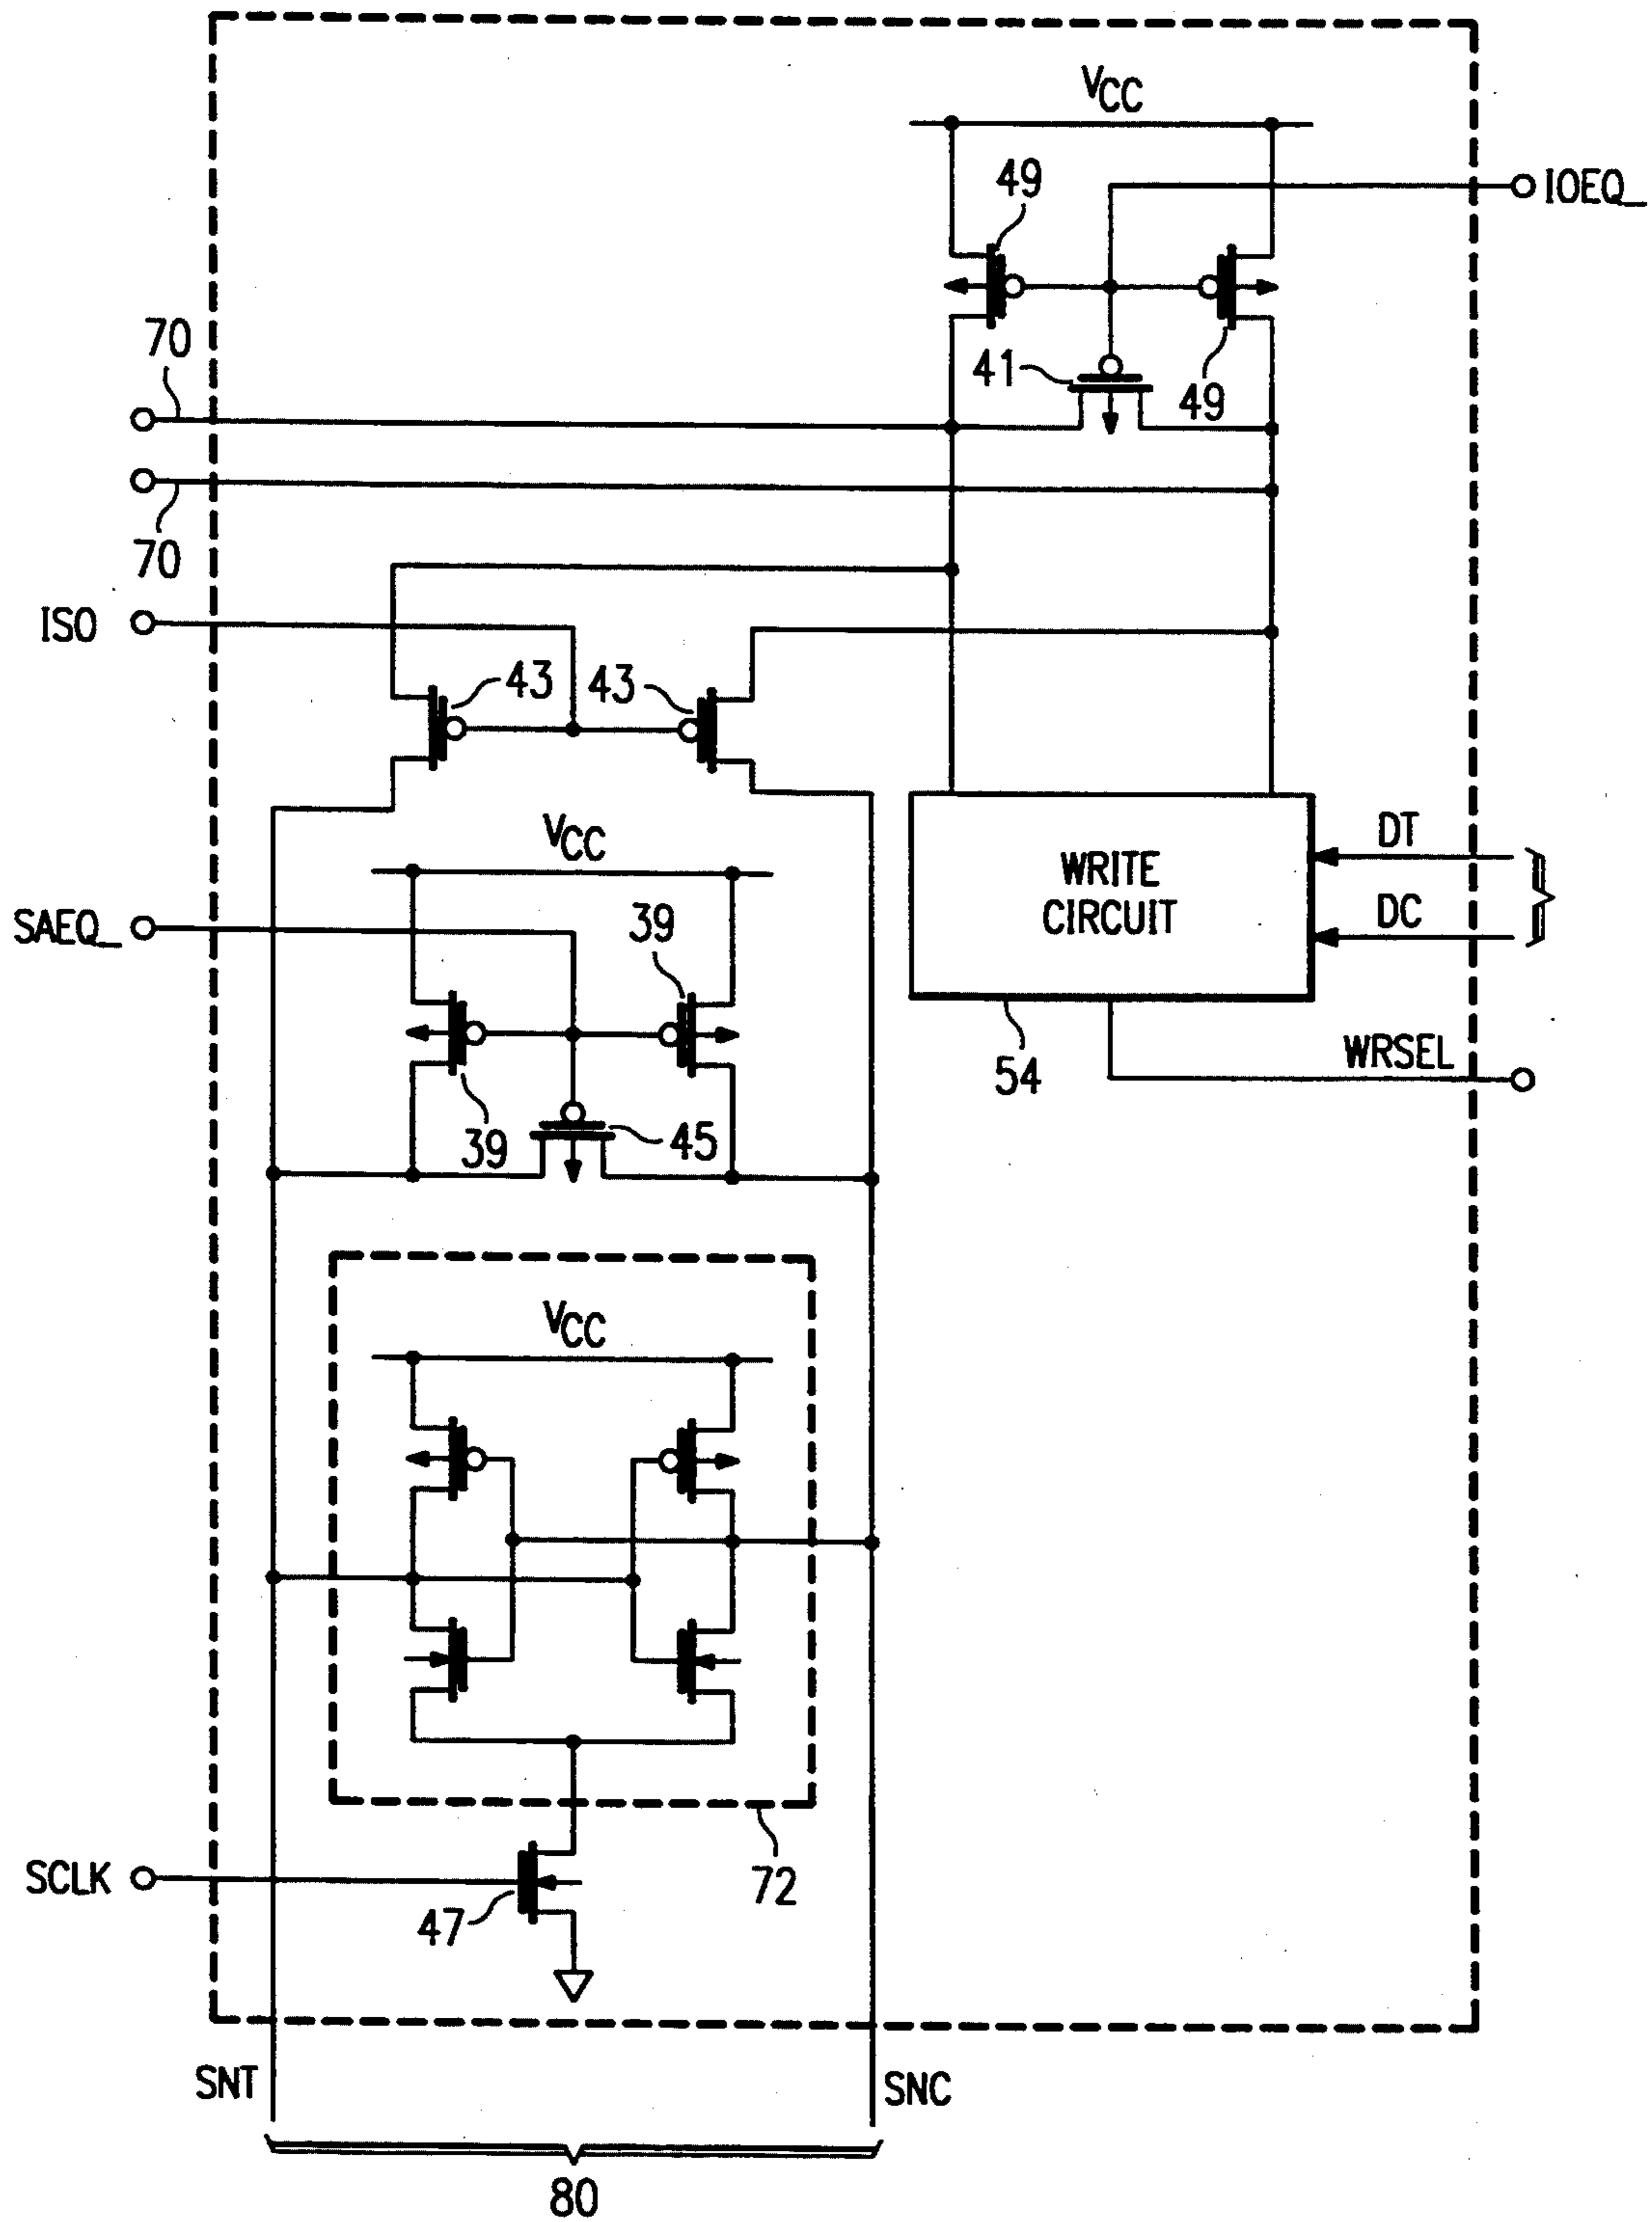 VCC
49
IOEQ_
70
41
49
70
ISO
43
43
VCC
DT
WRITE
CIRCUIT
DC
SAEQ_
39
WRSEL
54
39
45
VCC
72
SCLK
47
SNT
SNC
80